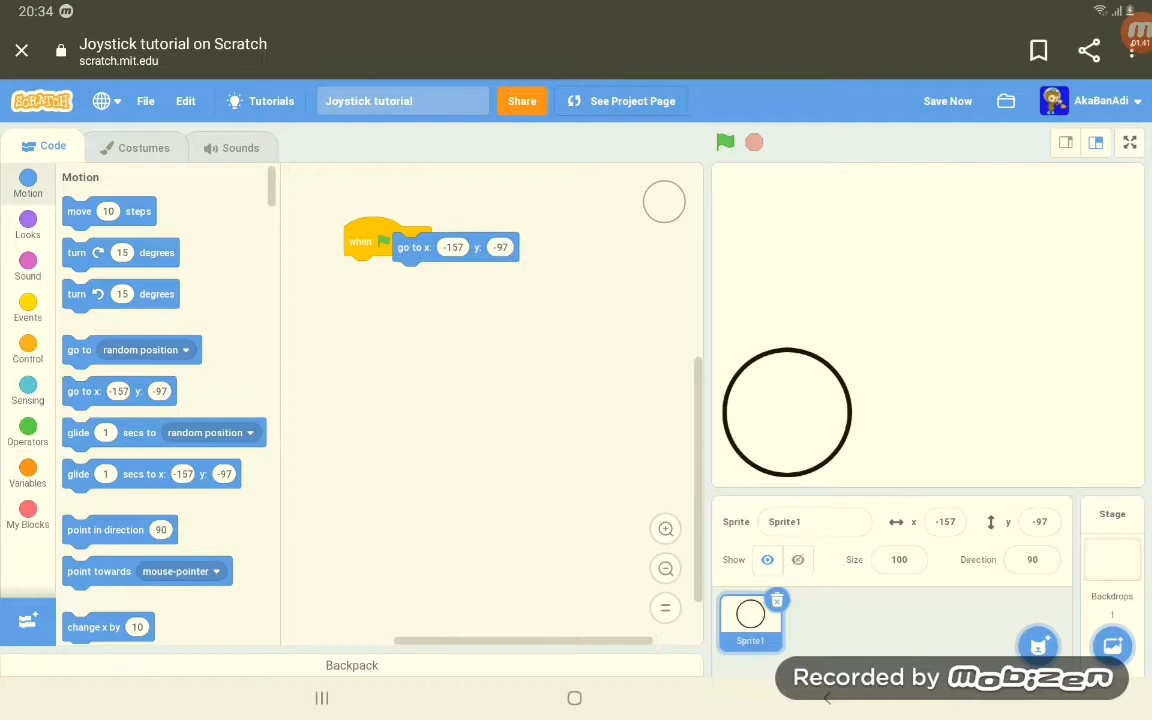 20:34
Joystick tutorial on Scratch
scratch.mit.edu
01:41
SCRATCH
File
Edit
Tutorials
Joystick tutorial
Share
See Project Page
Save Now
AkaBanAdi
Code
Costumes
Sounds
Motion
Looks
Sound
Events
Control
Sensing
Operators
Variables
My Blocks
Motion
move 10 steps
turn 15 degrees
turn 15 degrees
go to random position
go to x: -157 y: -97
glide 1 secs to random position
glide 1 secs to x: -157 y: -97
point in direction 90
point towards mouse-pointer
change x by 10
when
go to x: -157 y: -97
Backpack
Sprite Sprite1 x -157 y -97
Show Size 100 Direction 90
Sprite1
Stage
Backdrops
1
Recorded by mobizen